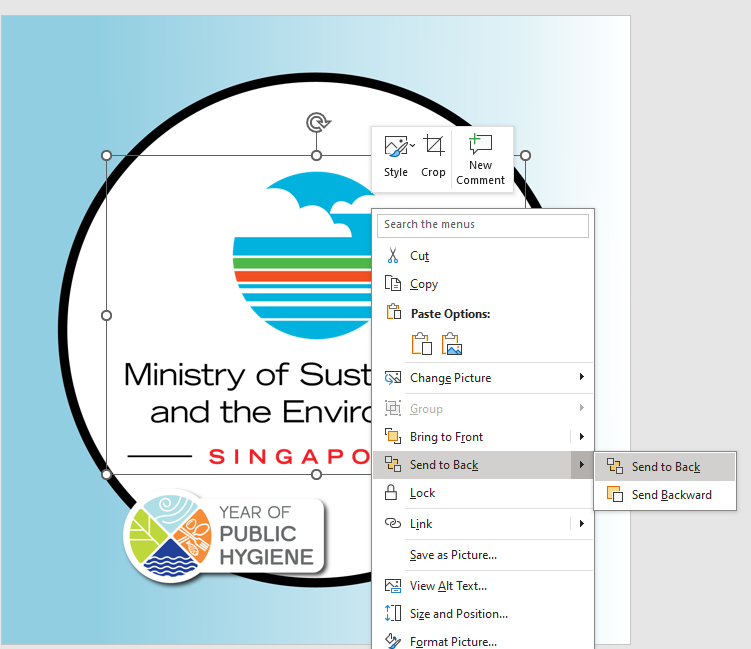 Style
Crop
New
Comment
Search the menus
Cut
Copy
Paste Options:
Change Picture
Group
Bring to Front
Send to Back
Send to Back
Send Backward
Lock
Link
Save as Picture...
View Alt Text...
Size and Position...
Format Picture...
Ministry of Sust
and the Enviro
SINGAPO
YEAR OF
PUBLIC
HYGIENE